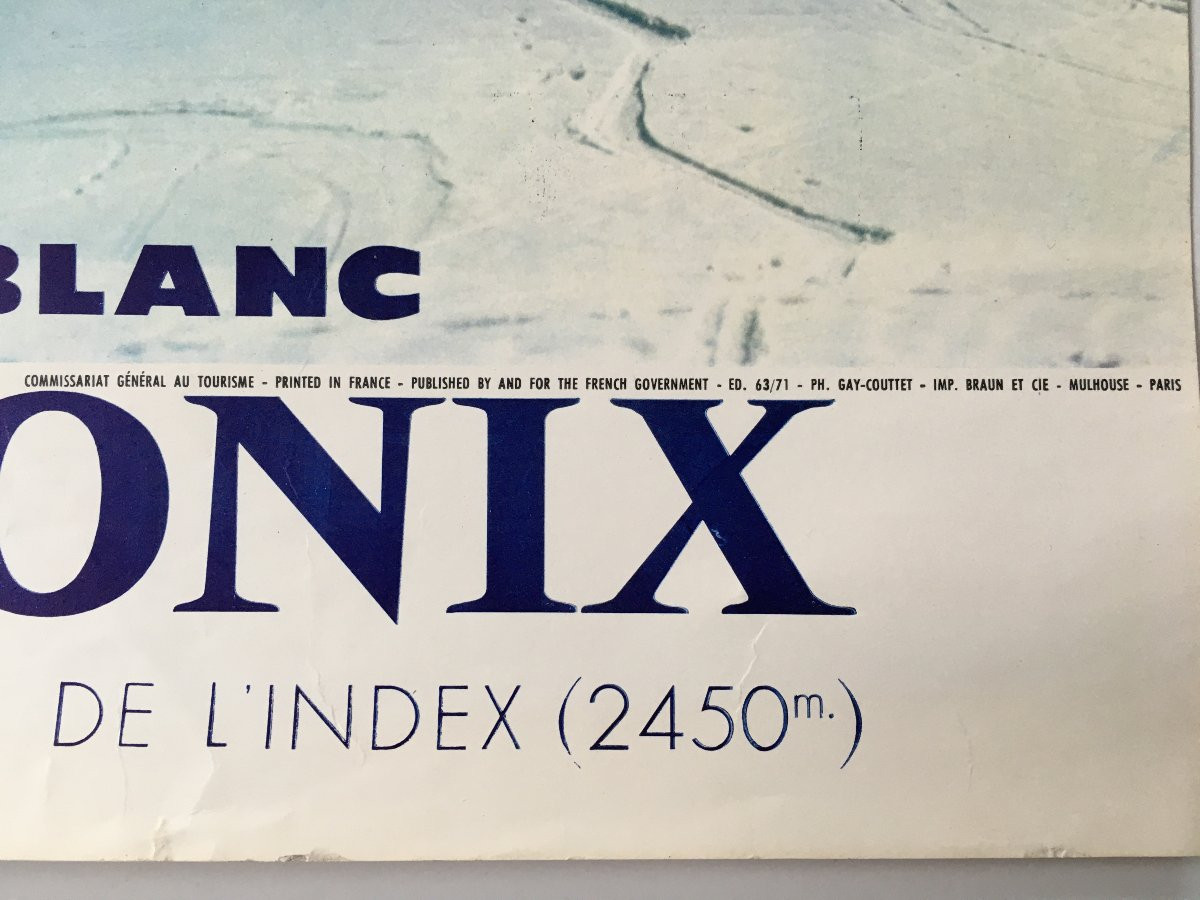 BLANC
COMMISSARIAT GÉNÉRAL AU TOURISME - PRINTED IN FRANCE - PUBLISHED BY AND FOR THE FRENCH GOVERNMENT - ED. 63/71 - PH. GAY-COUTTET - IMP. BRAUN ET CIE - MULHOUSE - PARIS
ONIX
DE L'INDEX (2450m.)